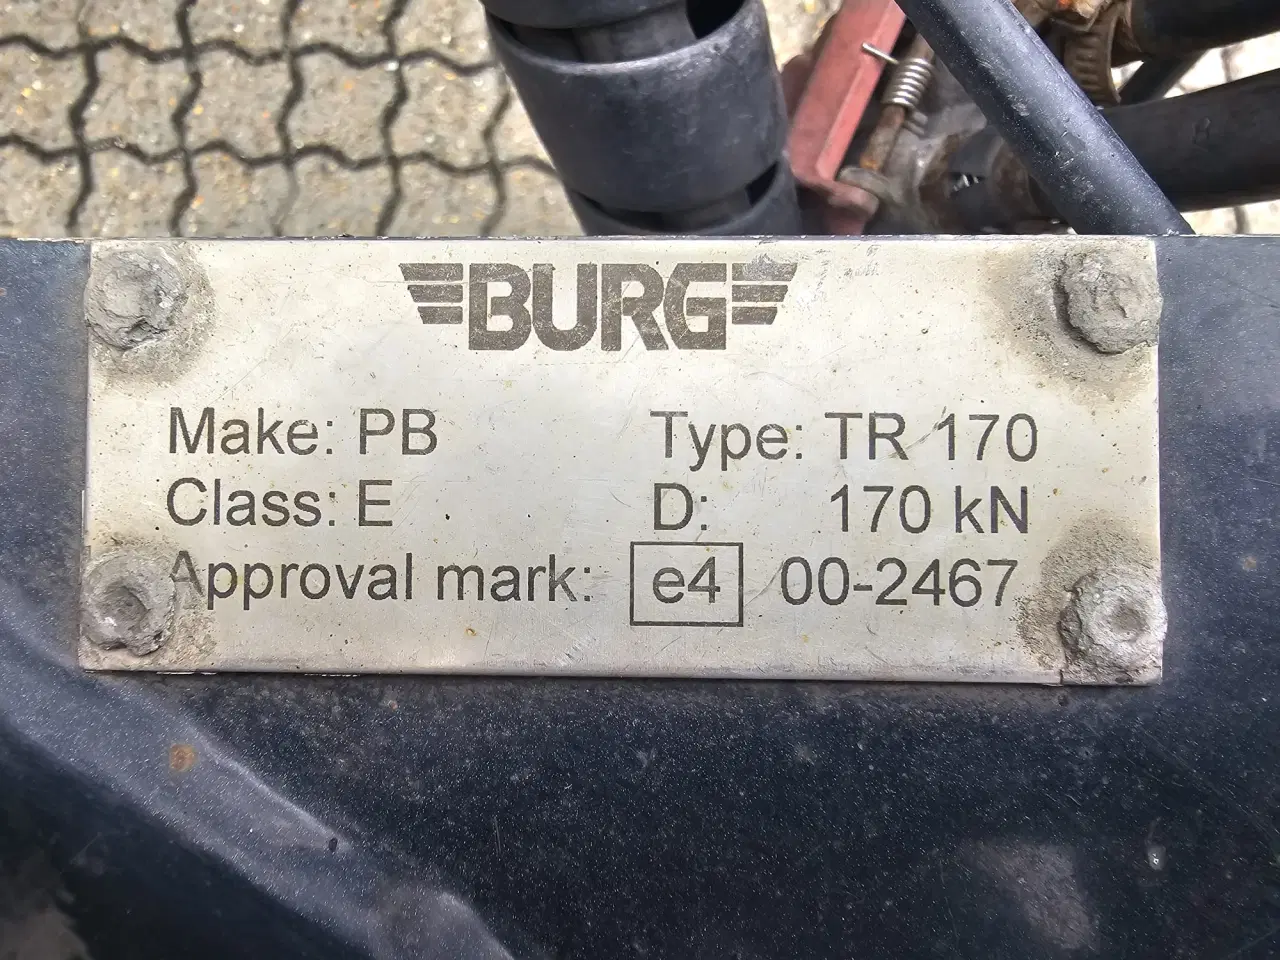 BURG
Make: PB Type: TR 170
Class: E D: 170 kN
Approval mark: e4 00-2467